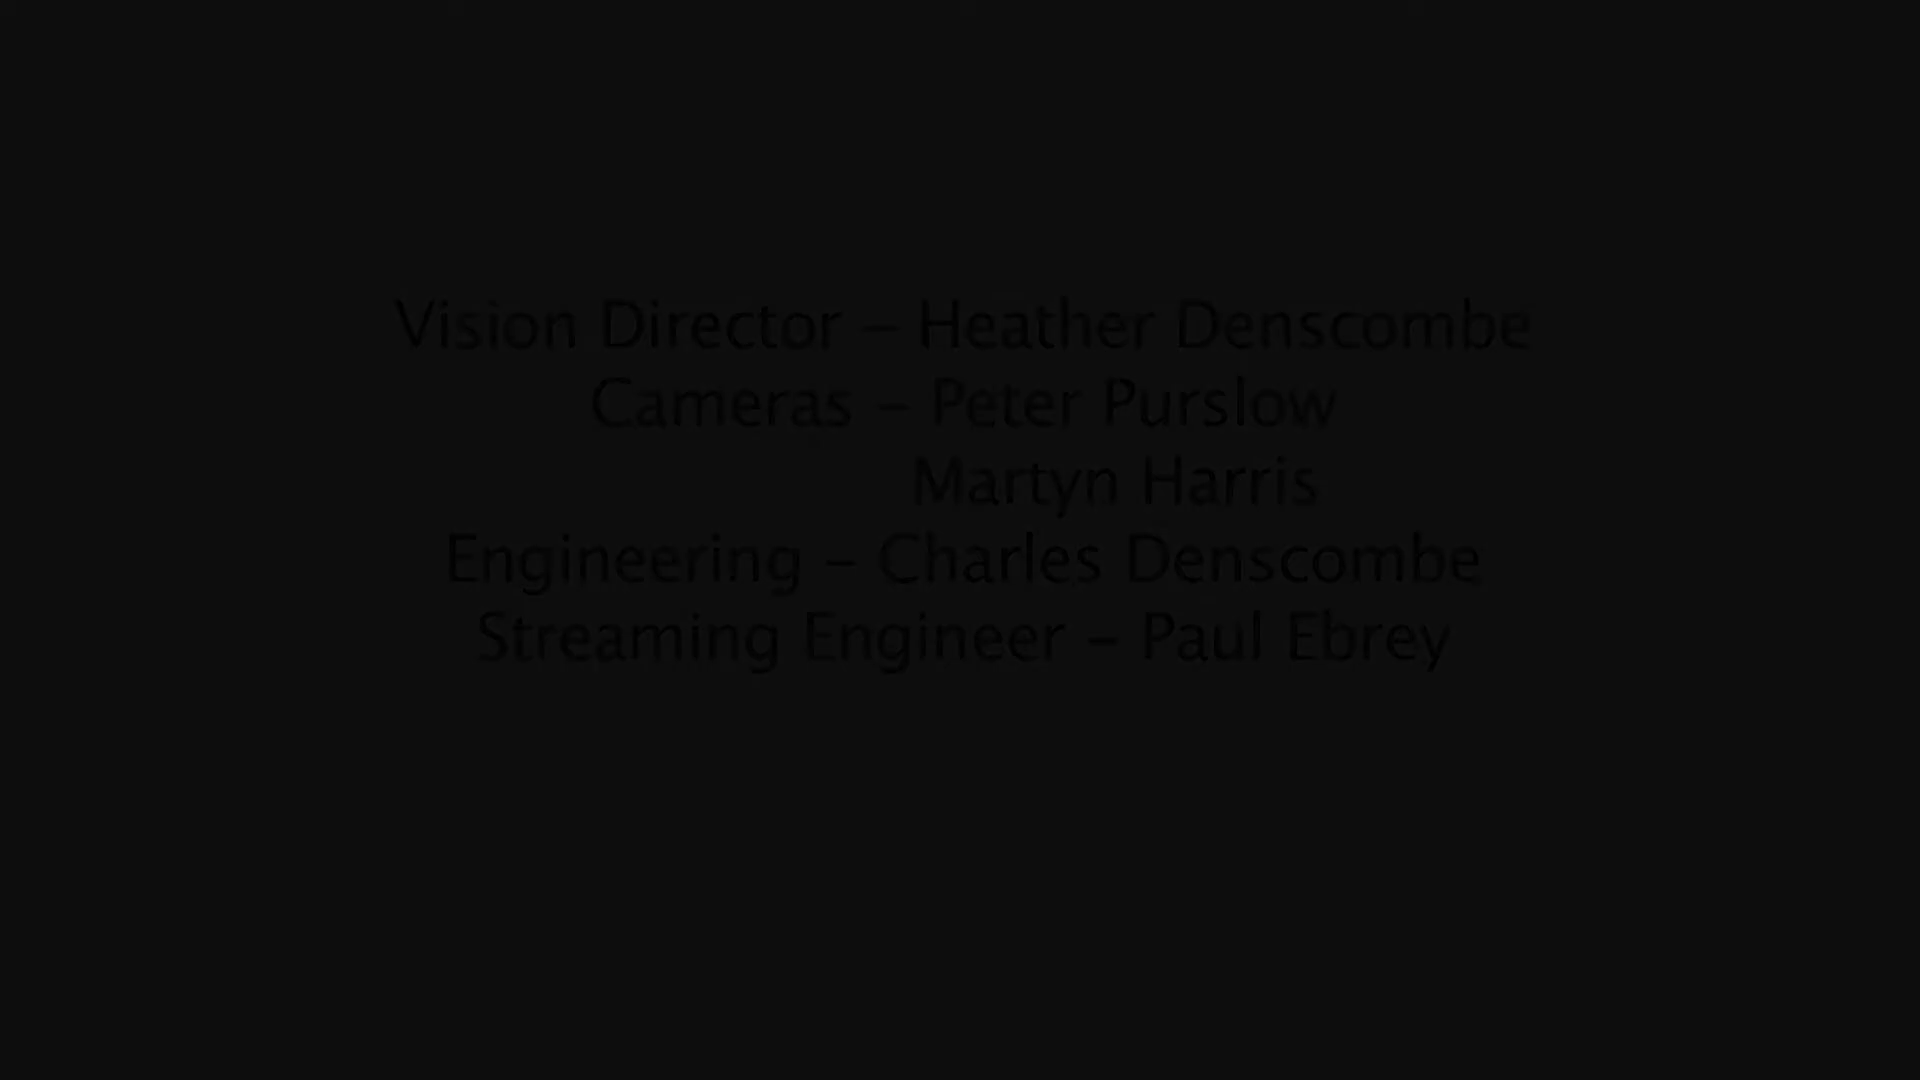 Vision Director – Heather Denscombe
Cameras – Peter Purslow
Martyn Harris
Engineering – Charles Denscombe
Streaming Engineer – Paul Ebrey